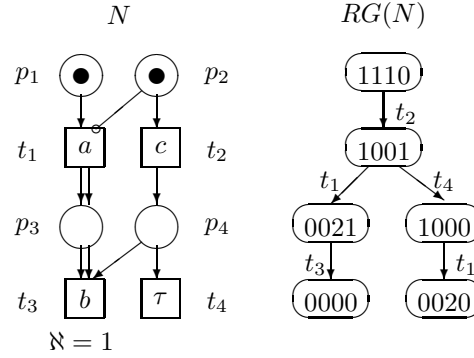 N RG(N)
p₁ p₂ 1110
t₂
t₁ a c t₂ 1001
t₁ t₄
p₃ p₄ 0021 1000
t₃ t₁
t₃ b τ t₄ 0000 0020
ℵ = 1